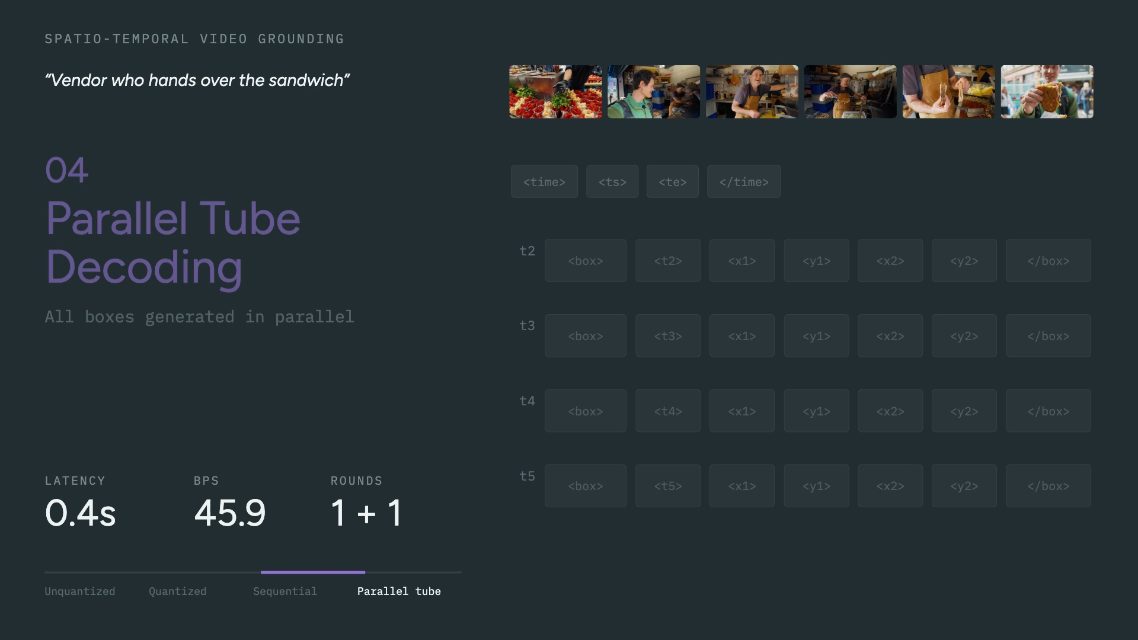 SPATIO-TEMPORAL VIDEO GROUNDING
“Vendor who hands over the sandwich”
04
Parallel Tube
Decoding
All boxes generated in parallel
LATENCY BPS ROUNDS
0.4s 45.9 1 + 1
Unquantized Quantized Sequential Parallel tube
<time> <ts> <te> </time>
t2 <box> <t2> <x1> <y1> <x2> <y2> </box>
t3 <box> <t3> <x1> <y1> <x2> <y2> </box>
t4 <box> <t4> <x1> <y1> <x2> <y2> </box>
t5 <box> <t5> <x1> <y1> <x2> <y2> </box>